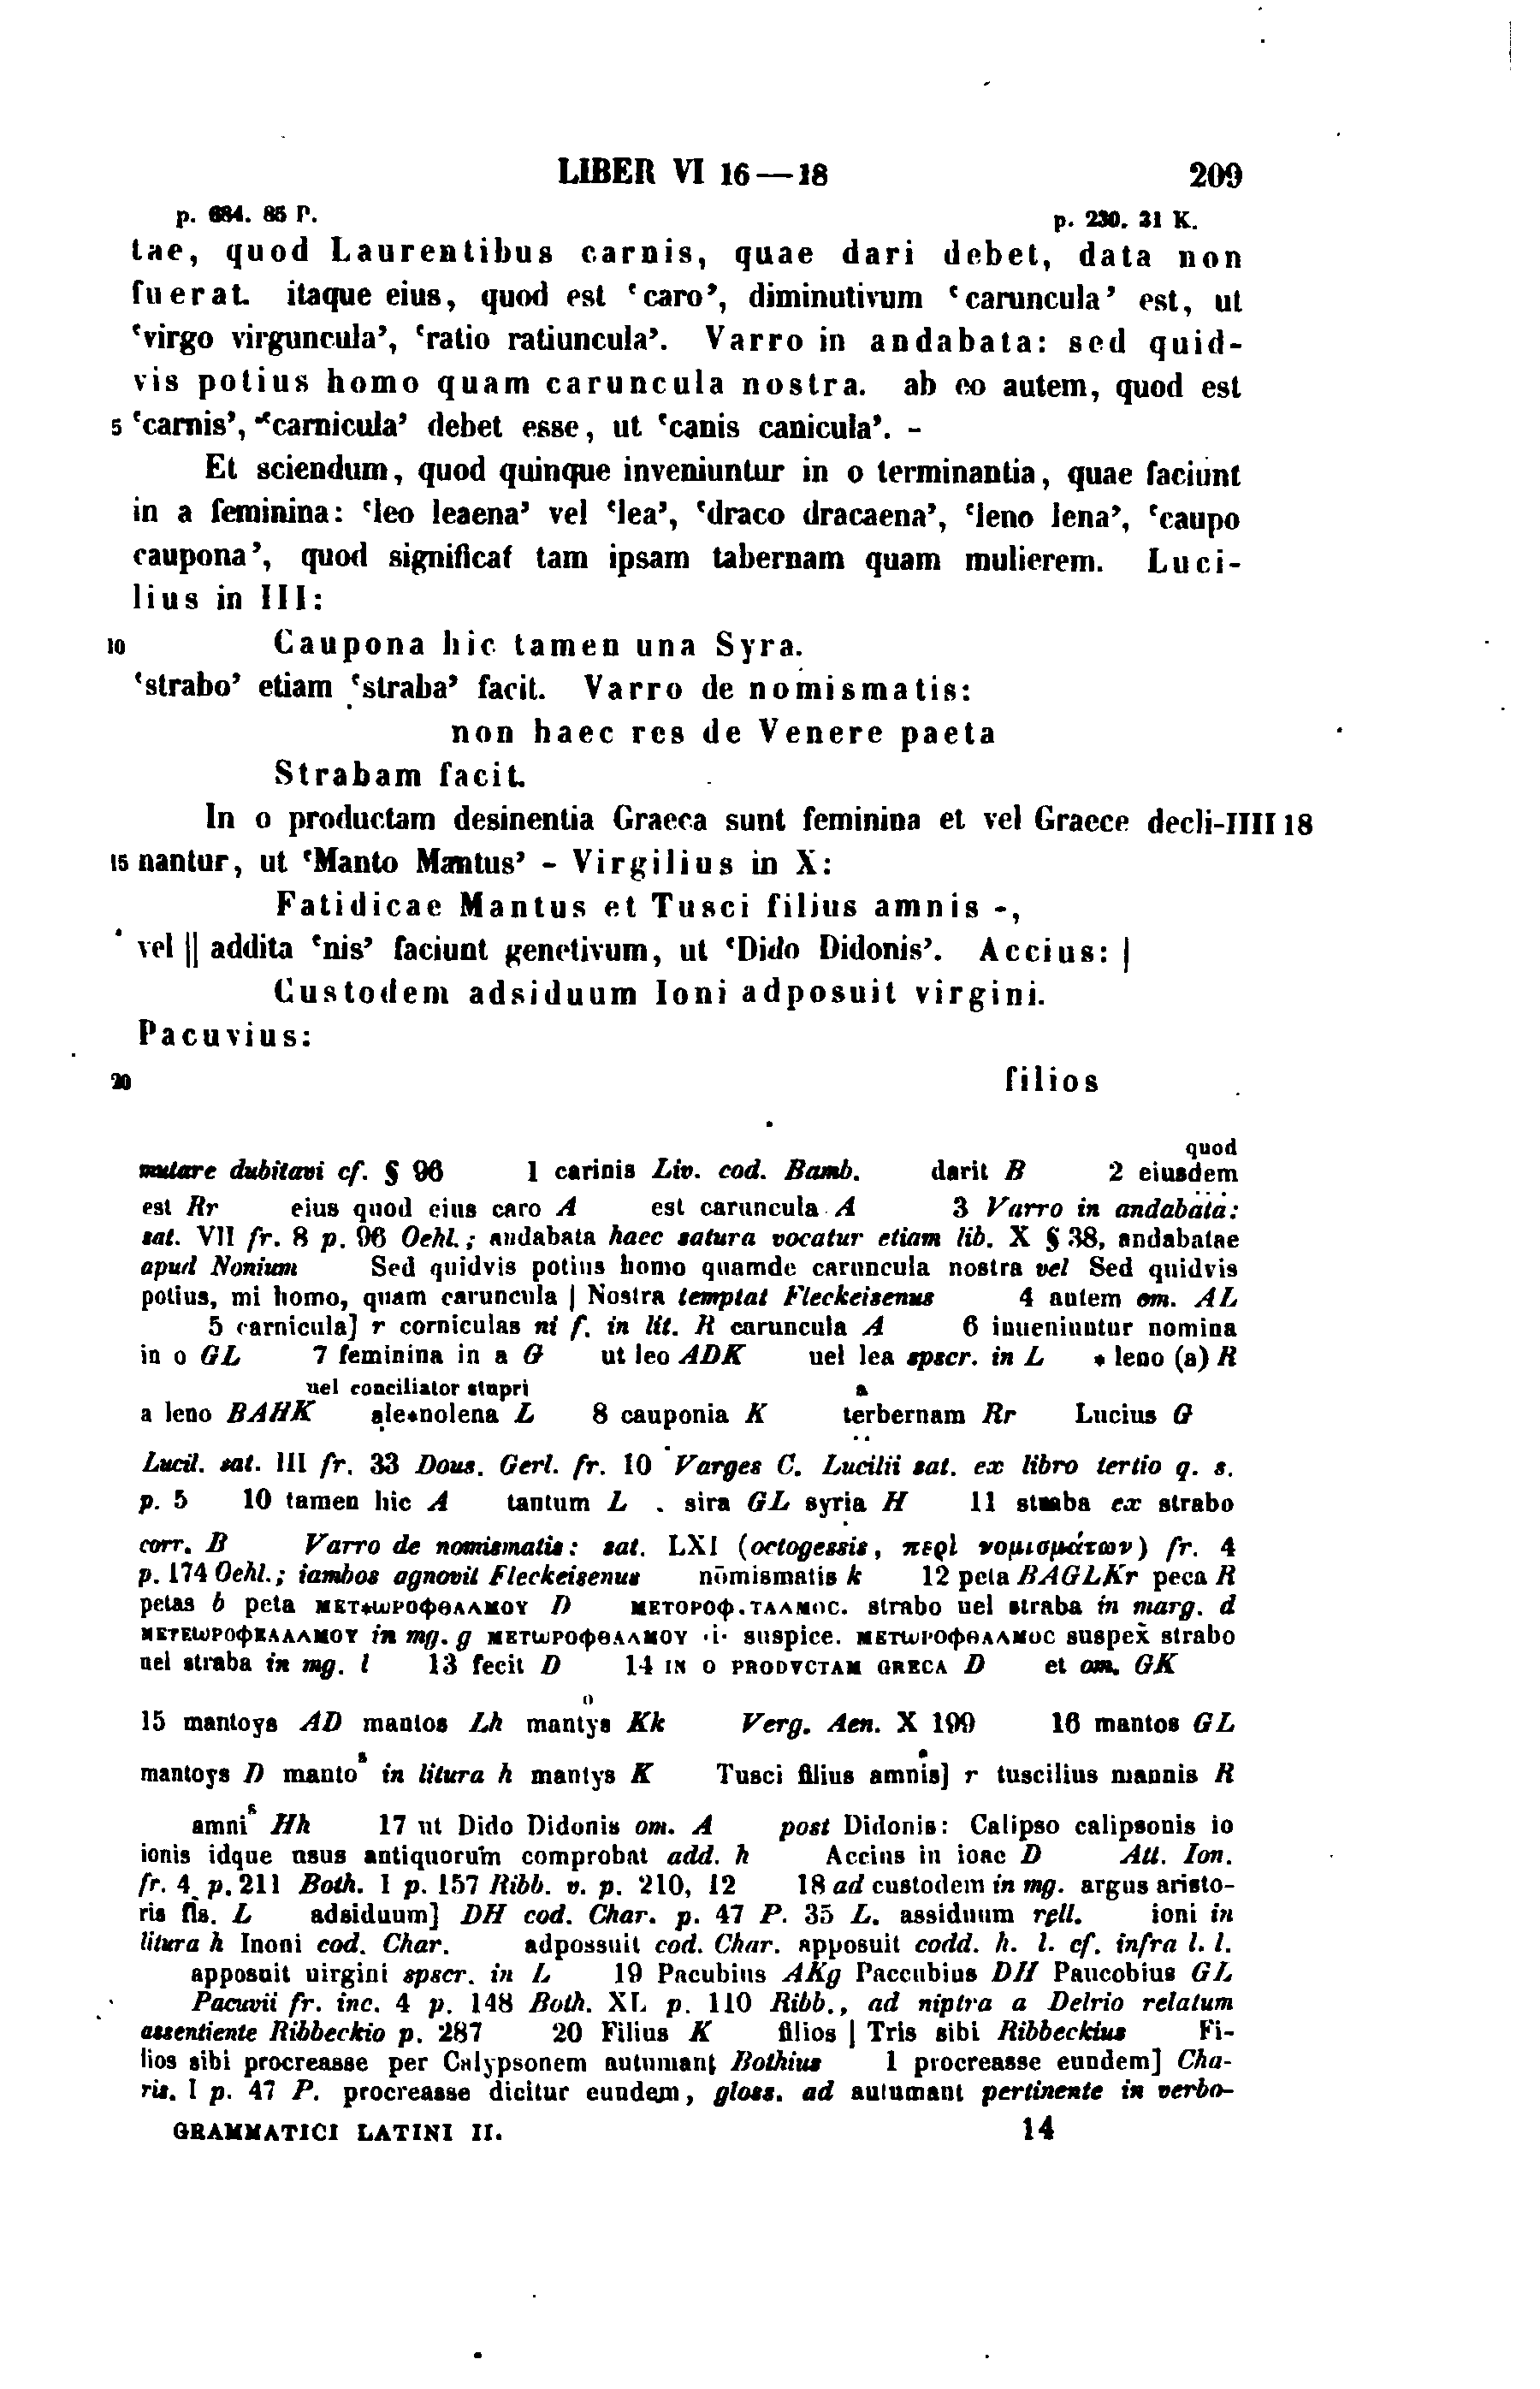 LIBER VI 16—18 209
p. 684. 85 P. p. 230. 31 K.
tae, quod Laurentibus carnis, quae dari debet, data non
fuerat. itaque eius, quod est 'caro', diminutivum 'caruncula' est, ut
'virgo virguncula', 'ratio ratiuncula'. Varro in andabata: sed quid-
vis potius homo quam caruncula nostra. ab eo autem, quod est
5 'carnis', 'carnicula' debet esse, ut 'canis canicula'. -
Et sciendum, quod quinque inveniuntur in o terminantia, quae faciunt
in a feminina: 'leo leaena' vel 'lea', 'draco dracaena', 'leno lena', 'caupo
caupona', quod significat tam ipsam tabernam quam mulierem. Luci-
lius in III:
10 Caupona hic tamen una Syra.
'strabo' etiam 'straba' facit. Varro de nomismatis:
non haec res de Venere paeta
Strabam facit.
In o productam desinentia Graeca sunt feminina et vel Graece decli- IIII 18
15 nantur, ut 'Manto Mantus' - Virgilius in X:
Fatidicae Mantus et Tusci filius amnis -,
vel || addita 'nis' faciunt genetivum, ut 'Dido Didonis'. Accius: |
Custodem adsiduum Ioni adposuit virgini.
Pacuvius:
20 filios
quod
mutare dubitavi cf. § 96 1 carinis Liv. cod. Bamb. darit B 2 eiusdem
est Rr eius quod eius caro A est caruncula A 3 Varro in andabata:
sat. VII fr. 8 p. 96 Oehl.; andabata haec satura vocatur etiam lib. X § 38, andabatae
apud Nonium Sed quidvis potius homo quamde caruncula nostra vel Sed quidvis
potius, mi homo, quam caruncula | Nostra temptat Fleckeisenus 4 autem om. AL
5 carnicula] r corniculas ni f. in lit. R caruncula A 6 inueniuntur nomina
in o GL 7 feminina in a G ut leo ADK uel lea spscr. in L * leno (a) R
uel conciliator stupri a
a leno BAHK ale*nolena L 8 cauponia K terbernam Rr Lucius G
Lucil. sat. III fr. 33 Dous. Gerl. fr. 10 Varges C. Lucilii sat. ex libro tertio q. s.
p. 5 10 tamen hic A tantum L sira GL syria H 11 straba ex strabo
corr. B Varro de nomismatis: sat. LXI (octogessis, περὶ νομισμάτων) fr. 4
p. 174 Oehl.; iambos agnovit Fleckeisenus nōmismatis k 12 peta BAGLKr peca R
petas b peta ΜΕΤ*ωΡΟΦΘΑΛΜΟΥ D ΜΕΤΟΡΟΦ.ΤΑΛΜΟC. strabo uel straba in marg. d
ΜΕΤΕωΡΟΦΚΑΛΛΜΟΥ in mg. g ΜΕΤωΡΟΦΘΑΛΜΟΥ ·i· suspice. ΜΕΤωΡΟΦΘΑΛΜΟC suspex strabo
uel straba in mg. l 13 fecit D 14 IN O PRODVCTAM GRECA D et om. GK
o
15 mantoys AD mantos Lh mantys Kk Verg. Aen. X 199 16 mantos GL
mantoys D manto s in litura h mantys K Tusci filius amnis] r tuscilius mannis R
amni s Hh 17 ut Dido Didonis om. A post Didonis: Calipso calipsonis io
ionis idque usus antiquorum comprobat add. h Accius in ione D Att. Ion.
fr. 4 p. 211 Both. I p. 157 Ribb. v. p. 210, 12 18 ad custodem in mg. argus aristo-
ris fls. L adsiduum] DH cod. Char. p. 47 P. 35 L. assiduum rell. ioni in
litura h Inoni cod. Char. adpossuit cod. Char. apposuit codd. h. l. cf. infra l. l.
apposuit uirgini spscr. in L 19 Pacubius AKg Paccubius DH Paucobius GL
Pacuvii fr. inc. 4 p. 148 Both. XL p. 110 Ribb., ad niptra a Delrio relatum
assentiente Ribbeckio p. 287 20 Filius K filios | Tris sibi Ribbeckius Fi-
lios sibi procreasse per Calypsonem autumant Bothius 1 procreasse eundem] Cha-
ris. I p. 47 P. procreasse dicitur eundem, gloss. ad autumant pertinente in verbo-
GRAMMATICI LATINI II. 14